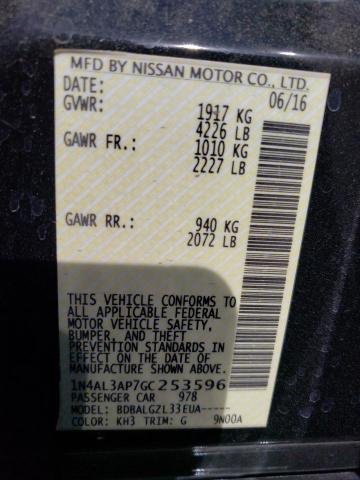 MFD BY NISSAN MOTOR CO., LTD.
DATE: 06/16
GVWR: 1917 KG
4226 LB
GAWR FR: 1010 KG
2227 LB
GAWR RR: 940 KG
2072 LB
THIS VEHICLE CONFORMS TO
ALL APPLICABLE FEDERAL
MOTOR VEHICLE SAFETY,
BUMPER, AND THEFT
PREVENTION STANDARDS
IN EFFECT ON THE DATE OF
MANUFACTURE SHOWN ABOVE.
1N4AL3AP7GC253596
PASSENGER CAR 978
MODEL: BDBALGZL33EUA-----
COLOR: KH3 TRIM: G 9N00A